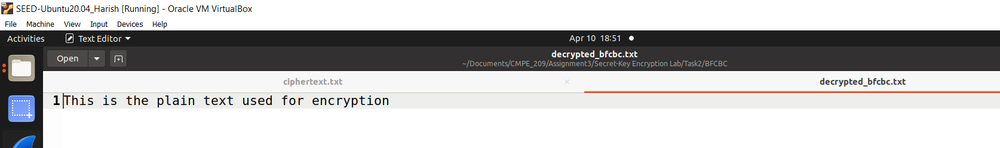 SEED-Ubuntu20.04_Harish [Running] - Oracle VM VirtualBox
File Machine View Input Devices Help
Activities Text Editor Apr 10 18:51
Open decrypted_bfcbc.txt
~/Documents/CMPE_209/Assignment3/Secret-Key Encryption Lab/Task2/BFCBC
ciphertext.txt × decrypted_bfcbc.txt
1 This is the plain text used for encryption